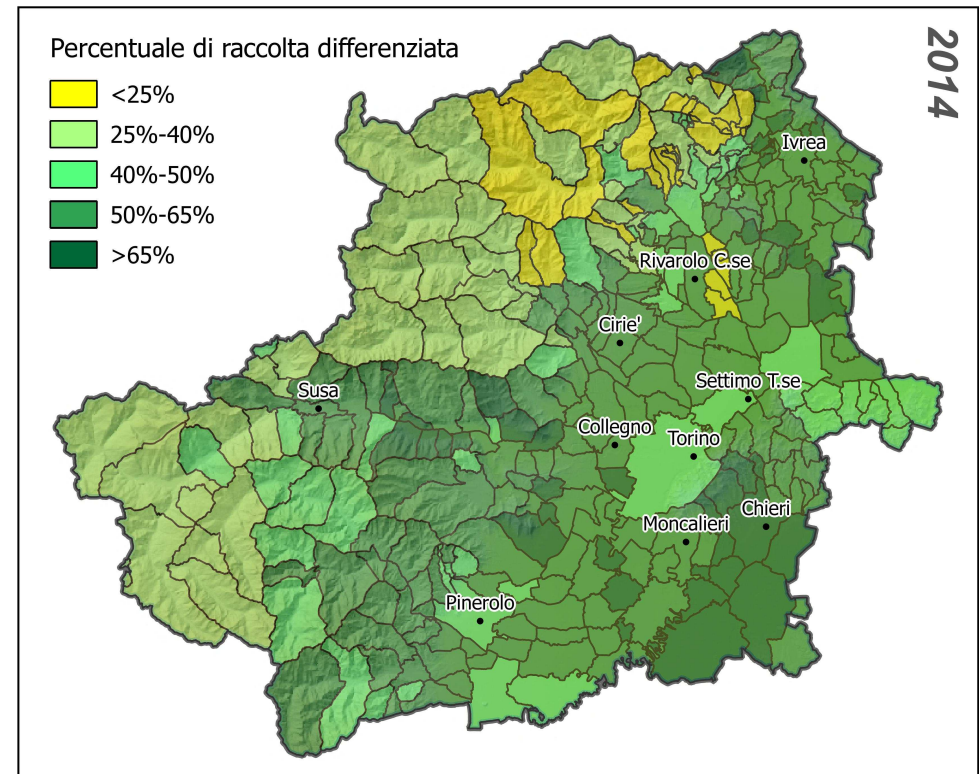 Percentuale di raccolta differenziata
<25%
25%-40%
40%-50%
50%-65%
>65%
2014
Ivrea
Rivarolo C.se
Cirie'
Susa
Settimo T.se
Collegno
Torino
Chieri
Moncalieri
Pinerolo